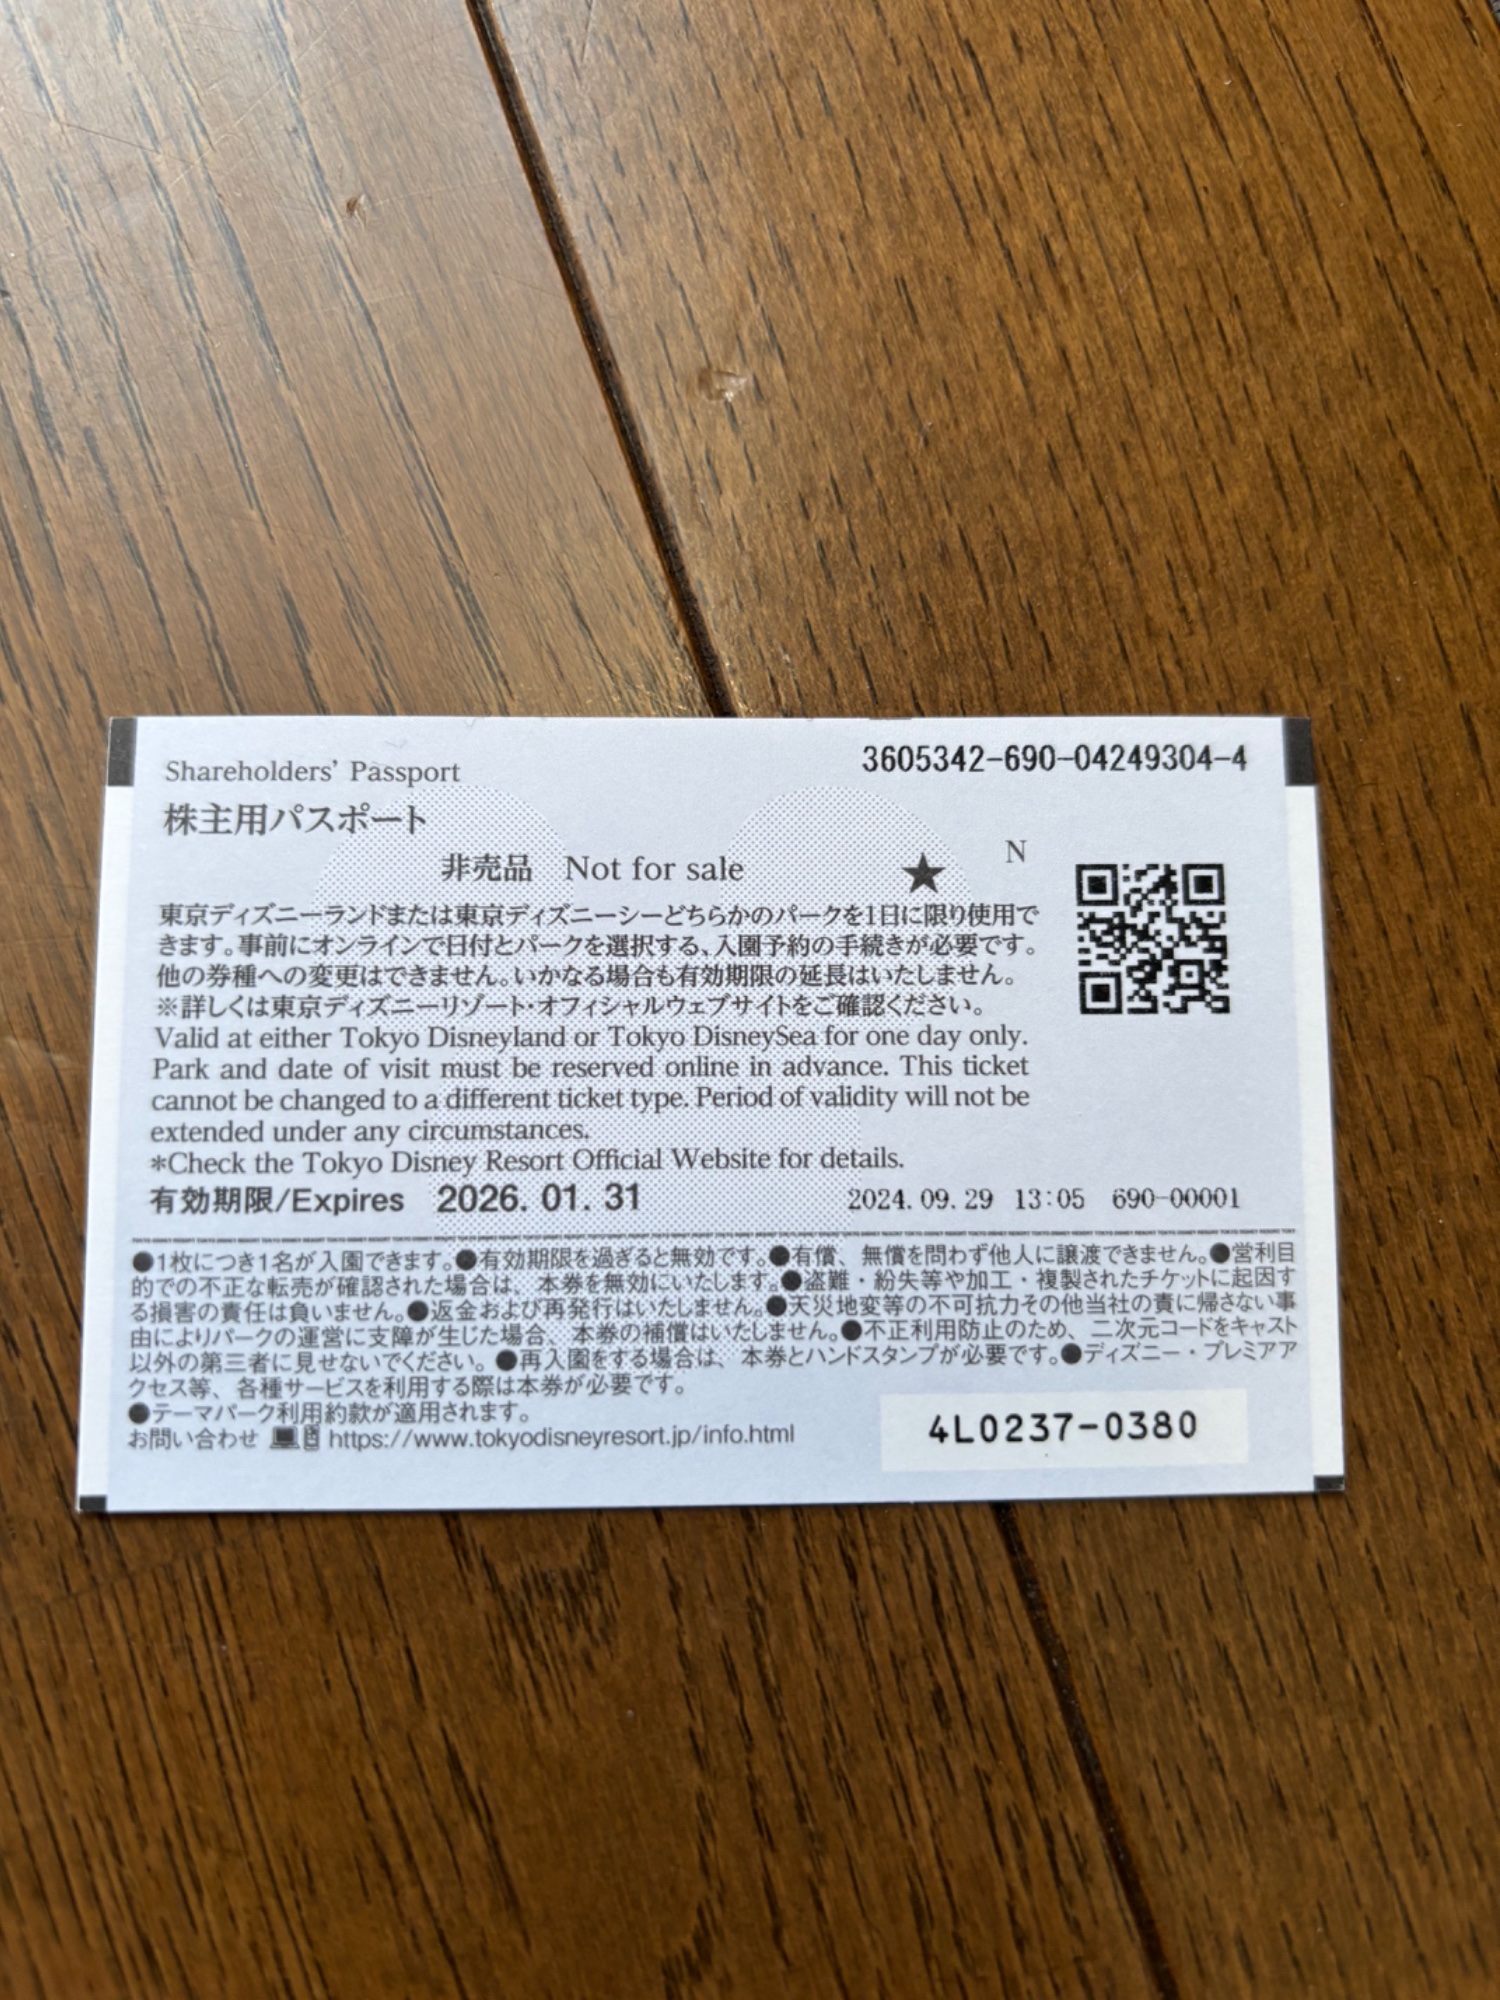 Shareholders' Passport
3605342-690-04249304-4
株主用パスポート
非売品 Not for sale ★ N
東京ディズニーランドまたは東京ディズニーシーどちらかのパークを1日に限り使用で
きます。事前にオンラインで日付とパークを選択する、入園予約の手続きが必要です。
他の券種への変更はできません。いかなる場合も有効期限の延長はいたしません。
※詳しくは東京ディズニーリゾート・オフィシャルウェブサイトをご確認ください。
Valid at either Tokyo Disneyland or Tokyo DisneySea for one day only.
Park and date of visit must be reserved online in advance. This ticket
cannot be changed to a different ticket type. Period of validity will not be
extended under any circumstances.
*Check the Tokyo Disney Resort Official Website for details.
有効期限/Expires 2026. 01. 31
2024. 09. 29 13:05 690-00001
●1枚につき1名が入園できます。●有効期限を過ぎると無効です。●有償、無償を問わず他人に譲渡できません。●営利目
的での不正な転売が確認された場合は、本券を無効にいたします。●盗難・紛失等や加工・複製されたチケットに起因す
る損害の責任は負いません。●返金および再発行はいたしません。●天災地変等の不可抗力その他当社の責に帰さない事
由によりパークの運営に支障が生じた場合、本券の補償はいたしません。●不正利用防止のため、二次元コードをキャスト
以外の第三者に見せないでください。●再入園をする場合は、本券とハンドスタンプが必要です。●ディズニー・プレミアア
クセス等、各種サービスを利用する際は本券が必要です。
●テーマパーク利用約款が適用されます。
お問い合わせ https://www.tokyodisneyresort.jp/info.html
4L0237-0380